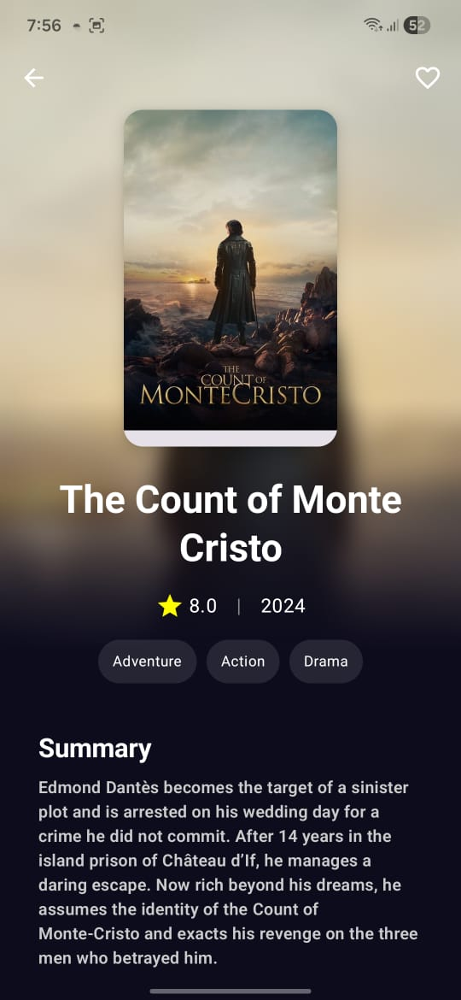 7:56
52
THE
COUNT OF
MONTECRISTO
The Count of Monte
Cristo
8.0 | 2024
Adventure Action Drama
Summary
Edmond Dantès becomes the target of a sinister
plot and is arrested on his wedding day for a
crime he did not commit. After 14 years in the
island prison of Château d’If, he manages a
daring escape. Now rich beyond his dreams, he
assumes the identity of the Count of
Monte-Cristo and exacts his revenge on the three
men who betrayed him.